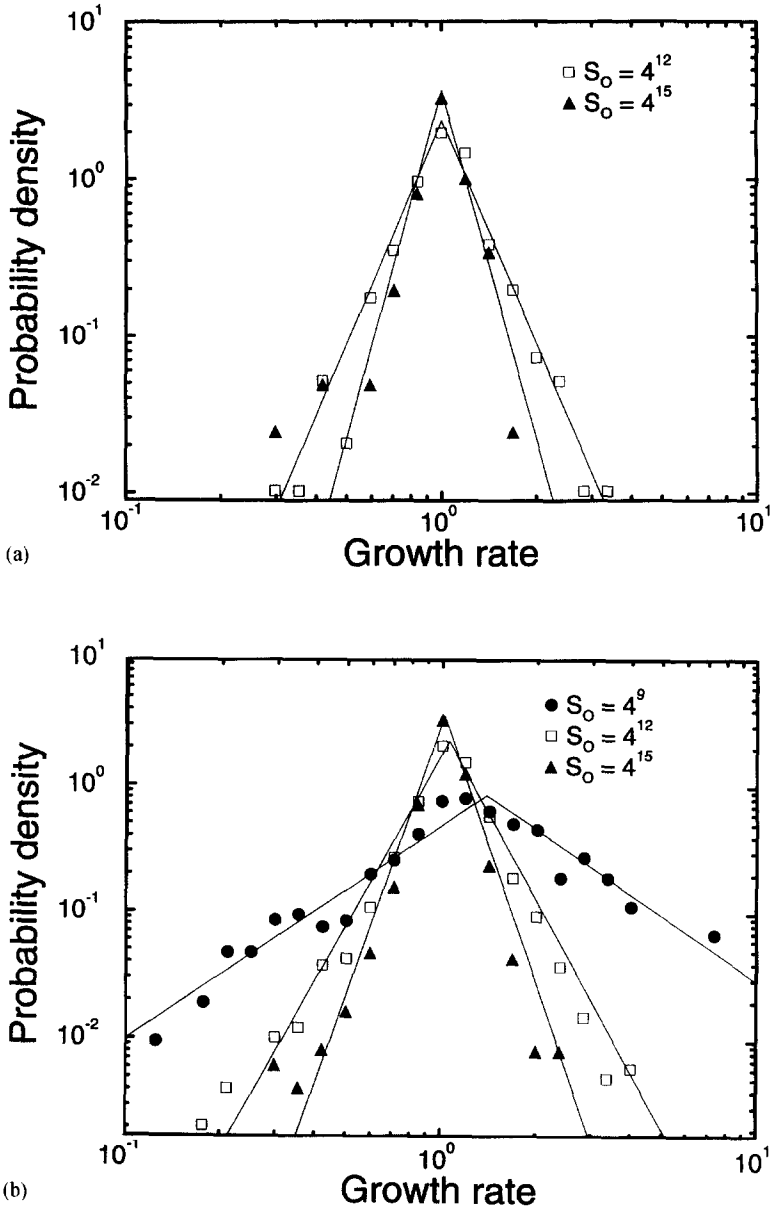 10^1
□ S_o = 4^12
▲ S_o = 4^15
10^0
10^-1
10^-2
Probability density
10^-1 10^0 10^1
Growth rate
(a)
10^1
● S_o = 4^9
□ S_o = 4^12
▲ S_o = 4^15
10^0
10^-1
10^-2
Probability density
10^-1 10^0 10^1
Growth rate
(b)